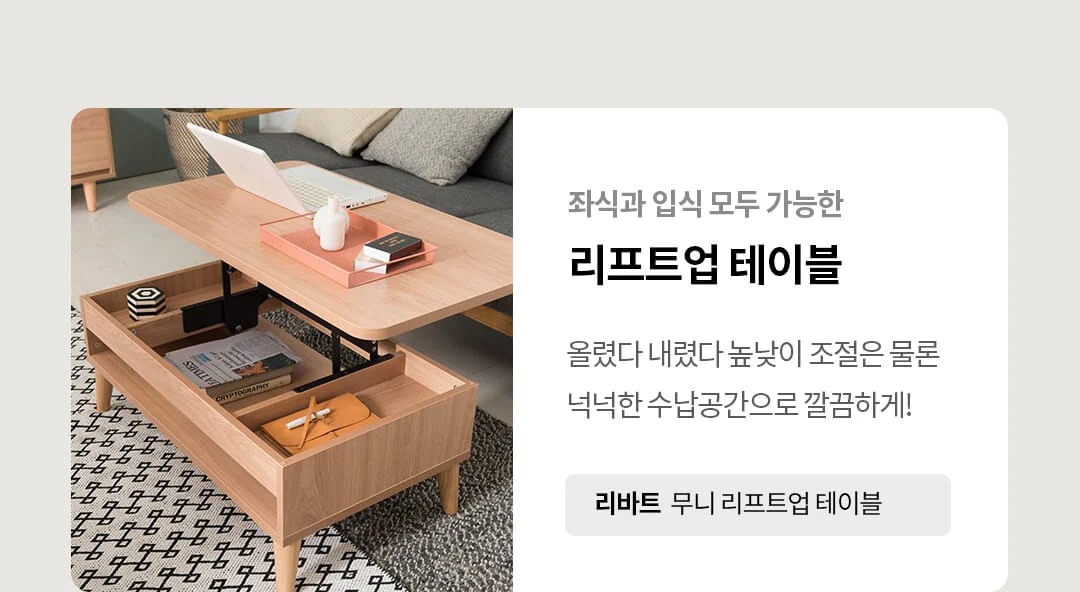 좌식과 입식 모두 가능한
리프트업 테이블
올렸다 내렸다 높낮이 조절은 물론
넉넉한 수납공간으로 깔끔하게!
리바트 무니 리프트업 테이블
CRYPTOGRAPHY